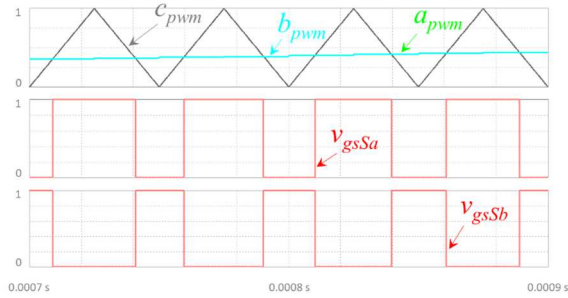 1
c_pwm
b_pwm
a_pwm
0
1
v_gsSa
0
1
v_gsSb
0
0.0007 s
0.0008 s
0.0009 s